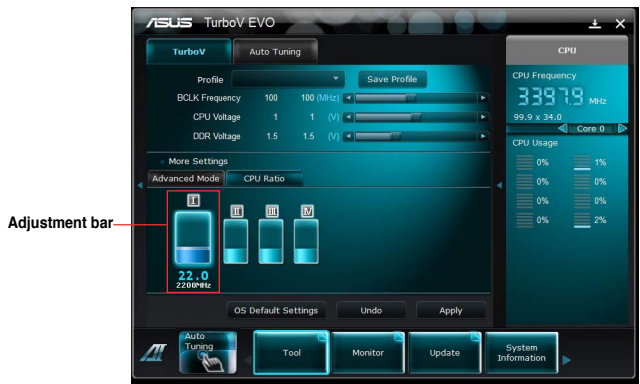 ASUS TurboV EVO
TurboV Auto Tuning
Profile Save Profile
BCLK Frequency 100 100 (MHz)
CPU Voltage 1 1 (V)
DDR Voltage 1.5 1.5 (V)
More Settings
Advanced Mode CPU Ratio
I II III IV
Adjustment bar
22.0
2200MHz
OS Default Settings Undo Apply
CPU
CPU Frequency
3397.9 MHz
99.9 x 34.0
Core 0
CPU Usage
0% 1%
0% 0%
0% 0%
0% 2%
AI
Auto Tuning
Tool
Monitor
Update
System Information